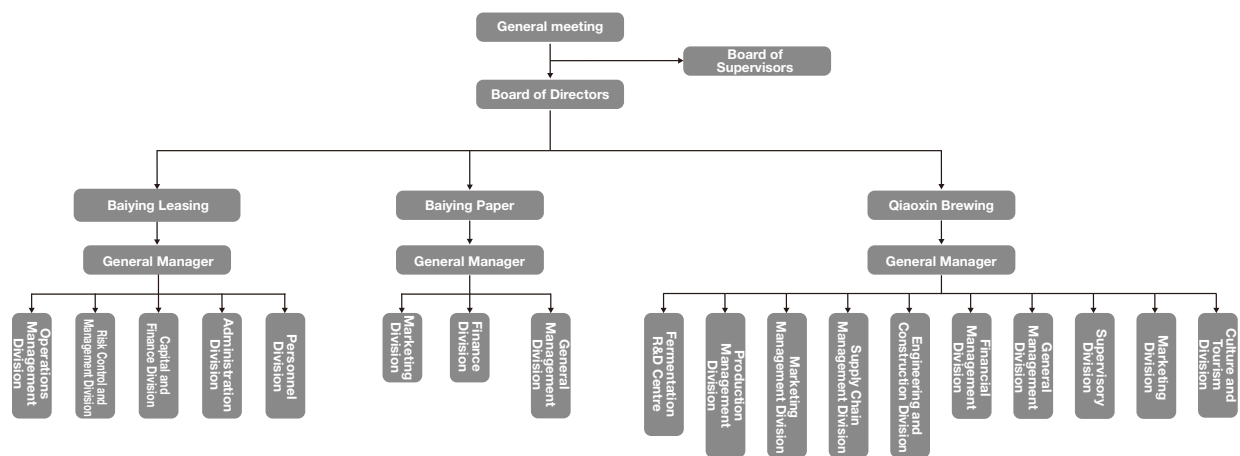 General meeting
Board of
Supervisors
Board of Directors
Baiying Leasing
Baiying Paper
Qiaoxin Brewing
General Manager
General Manager
General Manager
Operations
Management
Division
Risk Control and
Management Division
Capital and
Finance Division
Administration
Division
Personnel
Division
Marketing
Division
Finance
Division
General
Management
Division
Fermentation
R&D Centre
Production
Management
Division
Marketing
Management Division
Supply Chain
Management Division
Engineering and
Construction Division
Financial
Management
Division
General
Management
Division
Supervisory
Division
Marketing
Division
Culture and
Tourism
Division